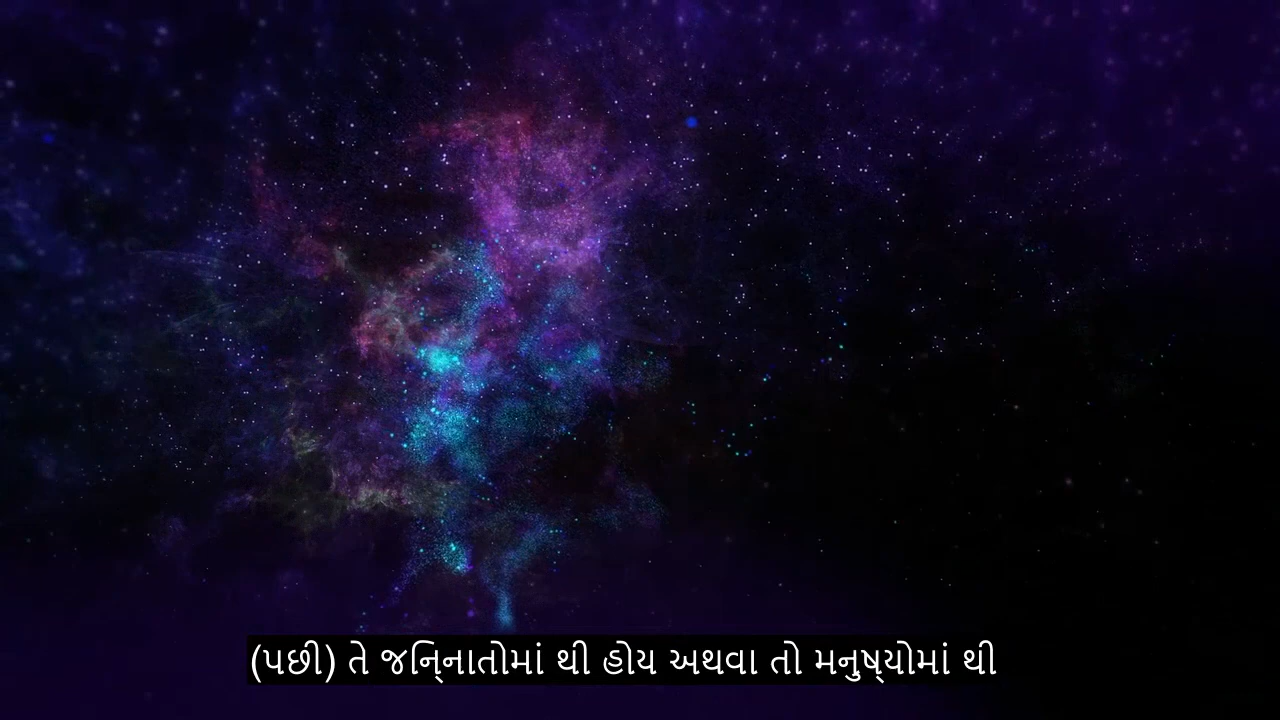 (પછી) તે જિન્નાતોમાં થી હોય અથવા તો મનુષ્યોમાં થી